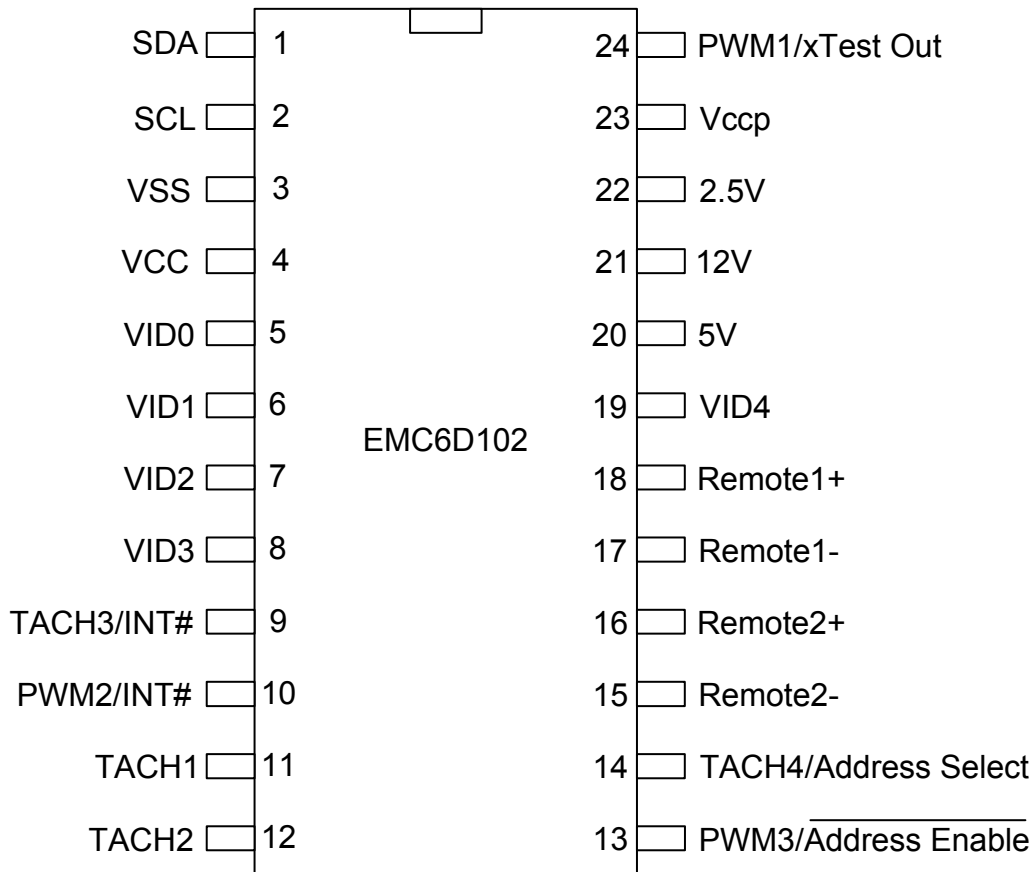 SDA 1 24 PWM1/xTest Out
SCL 2 23 Vccp
VSS 3 22 2.5V
VCC 4 21 12V
VID0 5 20 5V
VID1 6 19 VID4
EMC6D102
VID2 7 18 Remote1+
VID3 8 17 Remote1-
TACH3/INT# 9 16 Remote2+
PWM2/INT# 10 15 Remote2-
TACH1 11 14 TACH4/Address Select
TACH2 12 13 PWM3/Address Enable